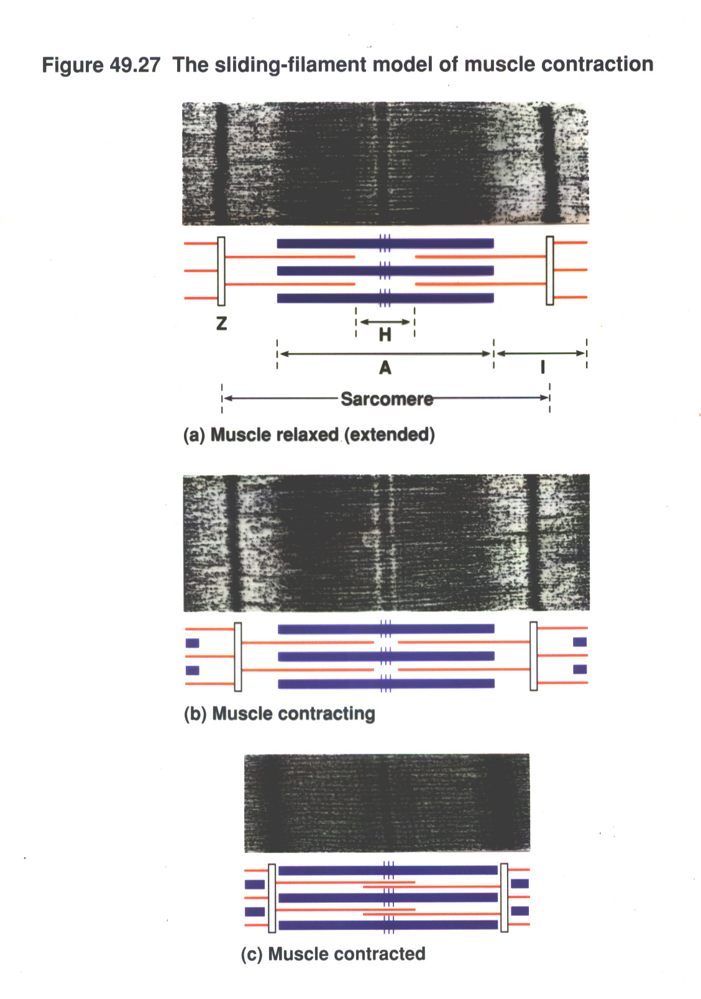 Figure 49.27 The sliding-filament model of muscle contraction
Z
H
A
I
Sarcomere
(a) Muscle relaxed (extended)
(b) Muscle contracting
(c) Muscle contracted